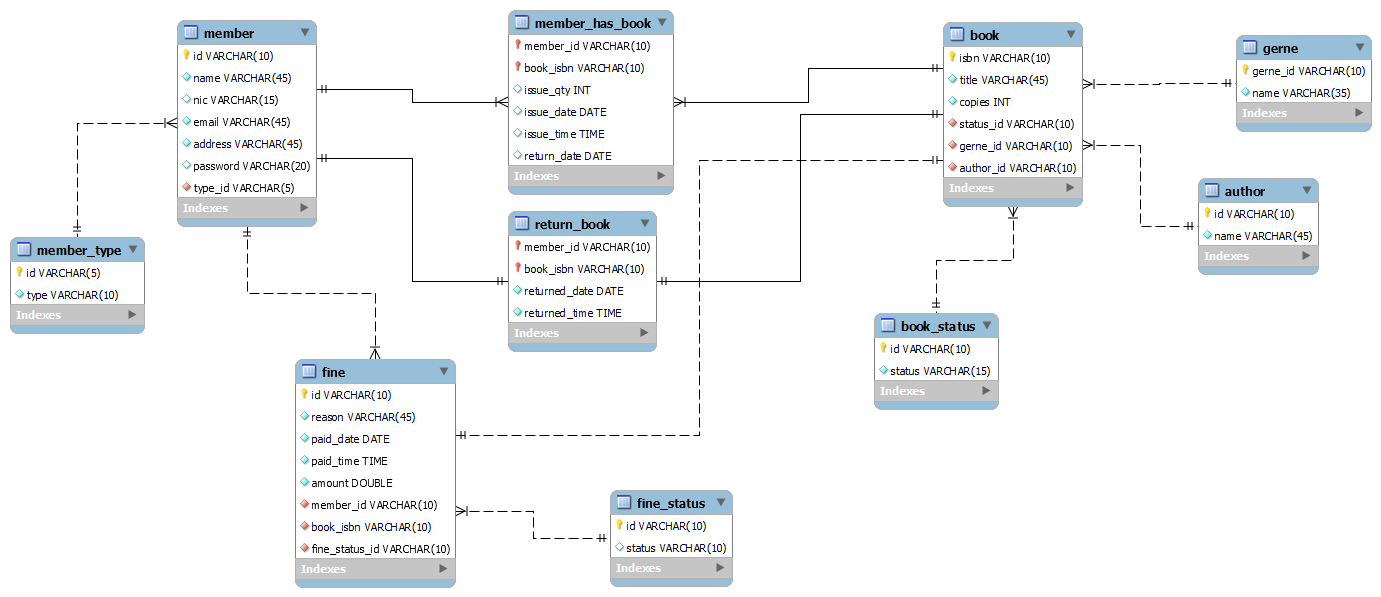 member
id VARCHAR(10)
name VARCHAR(45)
nic VARCHAR(15)
email VARCHAR(45)
address VARCHAR(45)
password VARCHAR(20)
type_id VARCHAR(5)
Indexes
member_type
id VARCHAR(5)
type VARCHAR(10)
Indexes
member_has_book
member_id VARCHAR(10)
book_isbn VARCHAR(10)
issue_qty INT
issue_date DATE
issue_time TIME
return_date DATE
Indexes
return_book
member_id VARCHAR(10)
book_isbn VARCHAR(10)
returned_date DATE
returned_time TIME
Indexes
fine
id VARCHAR(10)
reason VARCHAR(45)
paid_date DATE
paid_time TIME
amount DOUBLE
member_id VARCHAR(10)
book_isbn VARCHAR(10)
fine_status_id VARCHAR(10)
Indexes
fine_status
id VARCHAR(10)
status VARCHAR(10)
Indexes
book
isbn VARCHAR(10)
title VARCHAR(45)
copies INT
status_id VARCHAR(10)
gerne_id VARCHAR(10)
author_id VARCHAR(10)
Indexes
book_status
id VARCHAR(10)
status VARCHAR(15)
Indexes
gerne
gerne_id VARCHAR(10)
name VARCHAR(35)
Indexes
author
id VARCHAR(10)
name VARCHAR(45)
Indexes